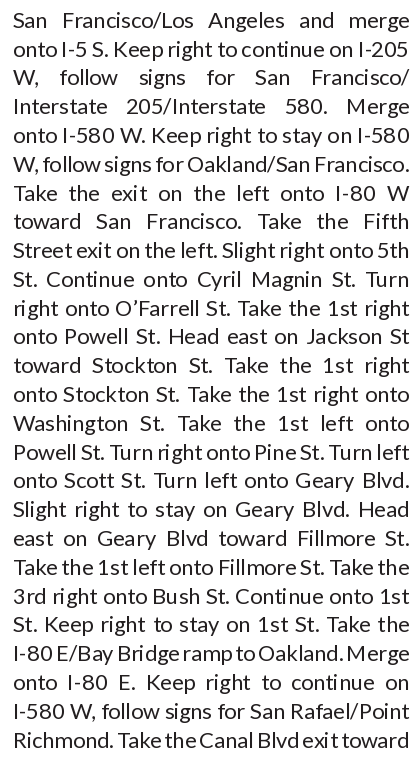 San Francisco/Los Angeles and merge
onto I-5 S. Keep right to continue on I-205
W, follow signs for San Francisco/
Interstate 205/Interstate 580. Merge
onto I-580 W. Keep right to stay on I-580
W, follow signs for Oakland/San Francisco.
Take the exit on the left onto I-80 W
toward San Francisco. Take the Fifth
Street exit on the left. Slight right onto 5th
St. Continue onto Cyril Magnin St. Turn
right onto O’Farrell St. Take the 1st right
onto Powell St. Head east on Jackson St
toward Stockton St. Take the 1st right
onto Stockton St. Take the 1st right onto
Washington St. Take the 1st left onto
Powell St. Turn right onto Pine St. Turn left
onto Scott St. Turn left onto Geary Blvd.
Slight right to stay on Geary Blvd. Head
east on Geary Blvd toward Fillmore St.
Take the 1st left onto Fillmore St. Take the
3rd right onto Bush St. Continue onto 1st
St. Keep right to stay on 1st St. Take the
I-80 E/Bay Bridge ramp to Oakland. Merge
onto I-80 E. Keep right to continue on
I-580 W, follow signs for San Rafael/Point
Richmond. Take the Canal Blvd exit toward